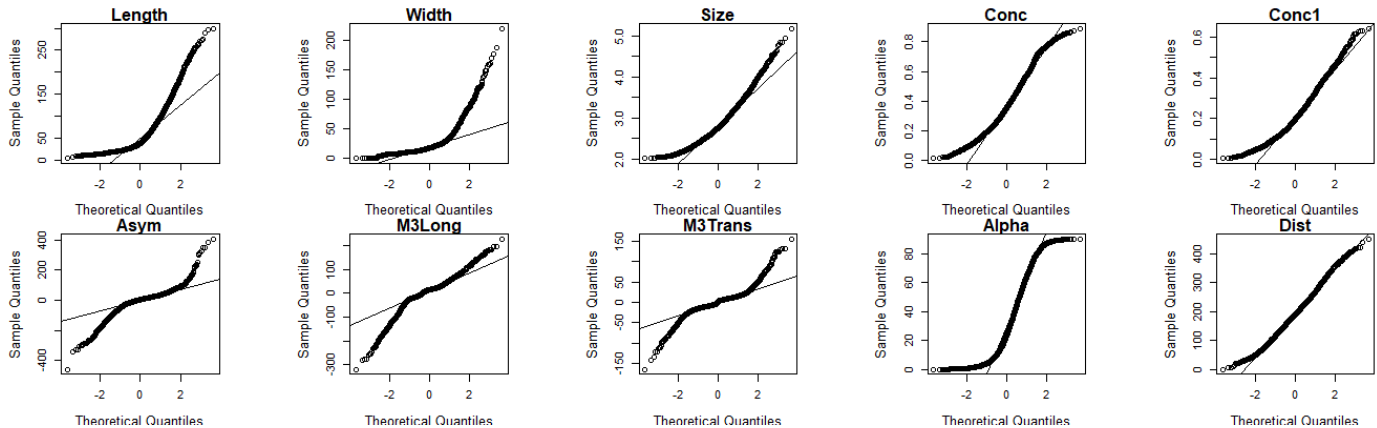 Length
Width
Size
Conc
Conc1
Sample Quantiles
0 50 150 250
-2 0 2
Theoretical Quantiles
Sample Quantiles
0 50 100 200
-2 0 2
Theoretical Quantiles
Sample Quantiles
2.0 3.0 4.0 5.0
-2 0 2
Theoretical Quantiles
Sample Quantiles
0.0 0.2 0.4 0.6 0.8
-2 0 2
Theoretical Quantiles
Sample Quantiles
0.0 0.2 0.4 0.6
-2 0 2
Theoretical Quantiles
Asym
M3Long
M3Trans
Alpha
Dist
Sample Quantiles
-400 0 200 400
-2 0 2
Theoretical Quantiles
Sample Quantiles
-300 -100 0 100
-2 0 2
Theoretical Quantiles
Sample Quantiles
-150 -50 0 50 150
-2 0 2
Theoretical Quantiles
Sample Quantiles
0 20 40 60 80
-2 0 2
Theoretical Quantiles
Sample Quantiles
0 100 200 300 400
-2 0 2
Theoretical Quantiles